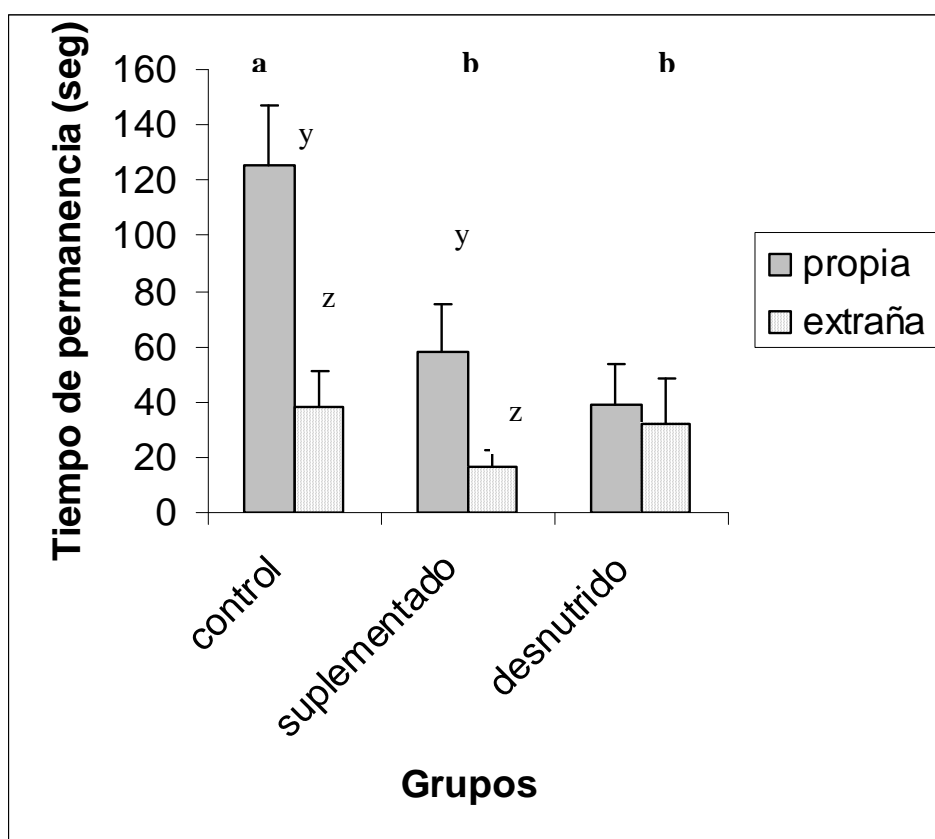 Tiempo de permanencia (seg)
160
140
120
100
80
60
40
20
0
a
b
b
y
z
y
z
control
suplementado
desnutrido
Grupos
propia
extraña